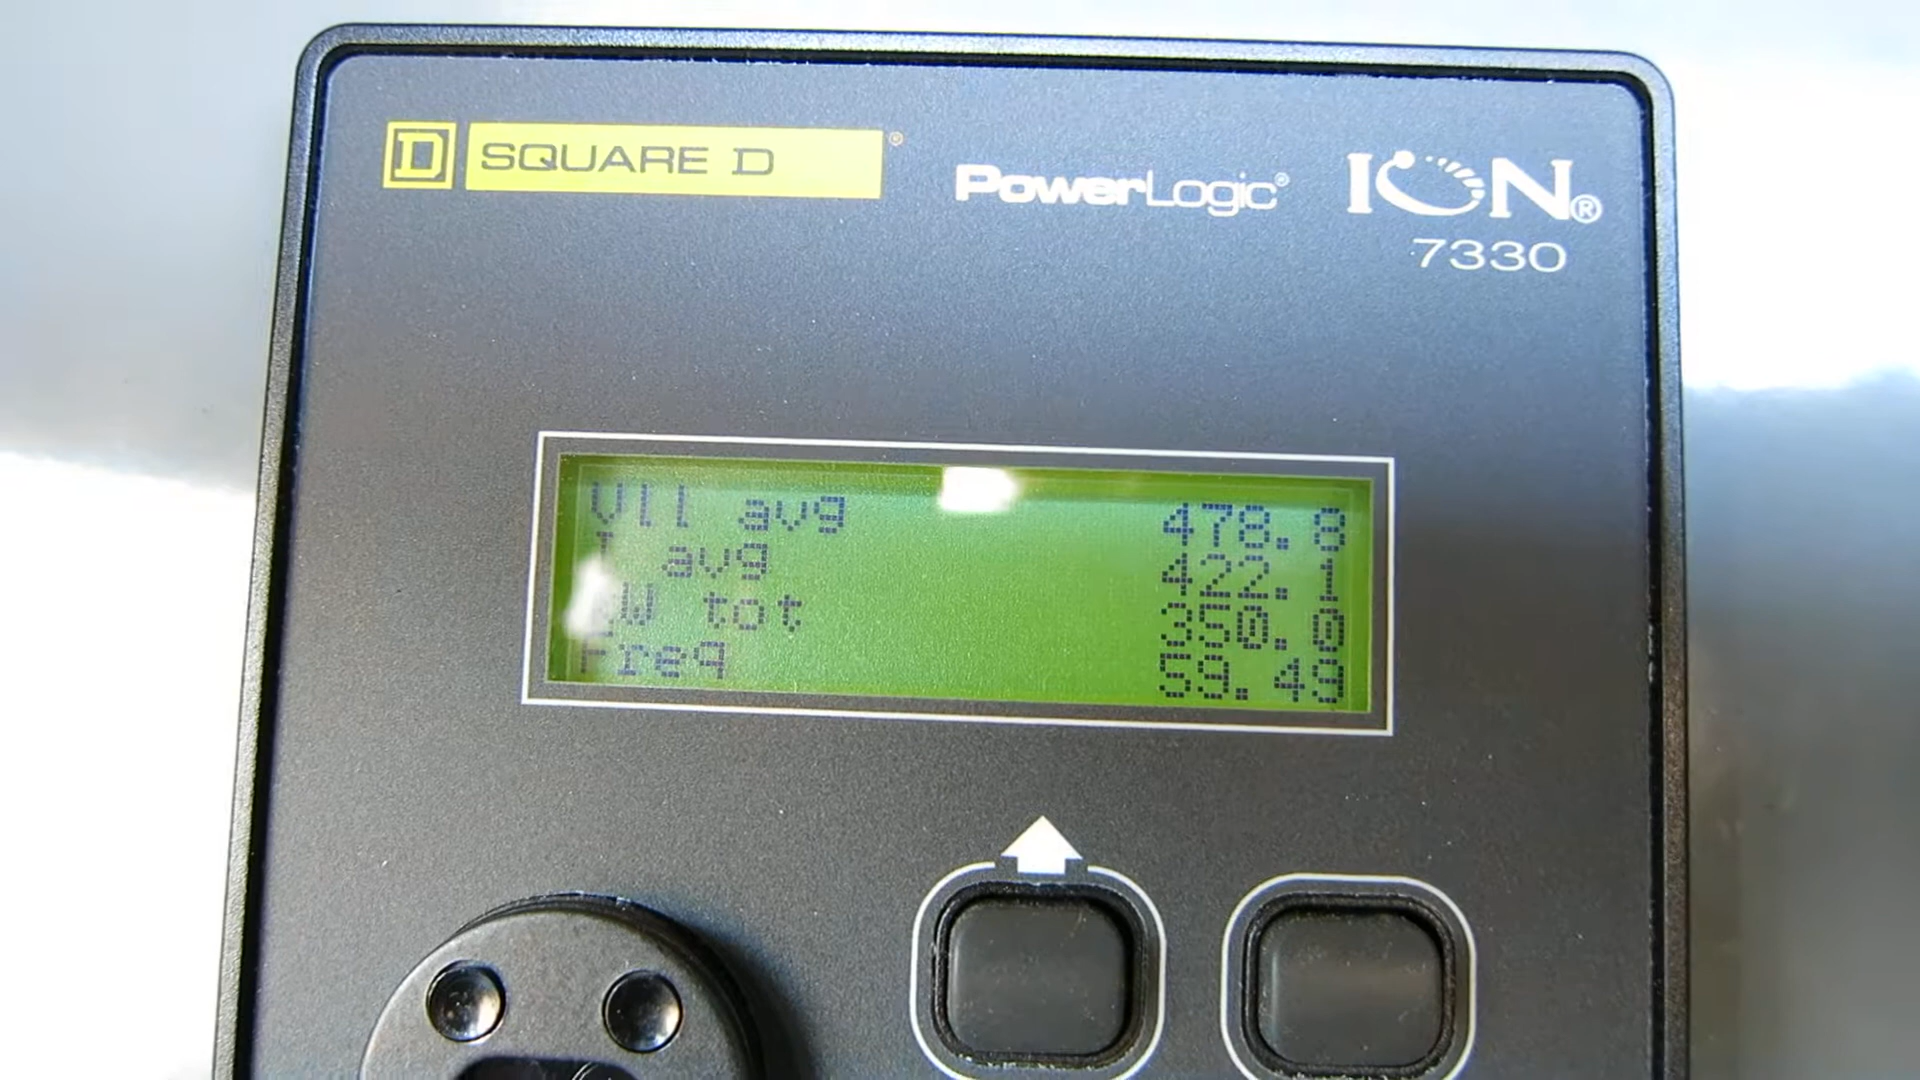 D SQUARE D®
PowerLogic®
ION®
7330
Vll avg 478.8
I avg 422.1
kW tot 350.0
Freq 59.49